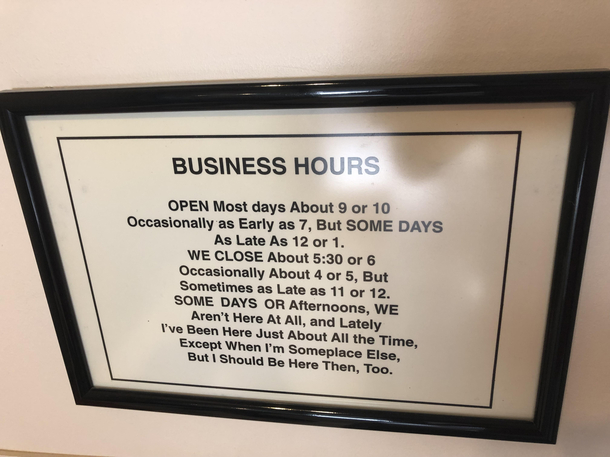 BUSINESS HOURS
OPEN Most days About 9 or 10
Occasionally as Early as 7, But SOME DAYS
As Late As 12 or 1.
WE CLOSE About 5:30 or 6
Occasionally About 4 or 5, But
Sometimes as Late as 11 or 12.
SOME DAYS OR Afternoons, WE
Aren't Here At All, and Lately
I've Been Here Just About All the Time,
Except When I'm Someplace Else,
But I Should Be Here Then, Too.